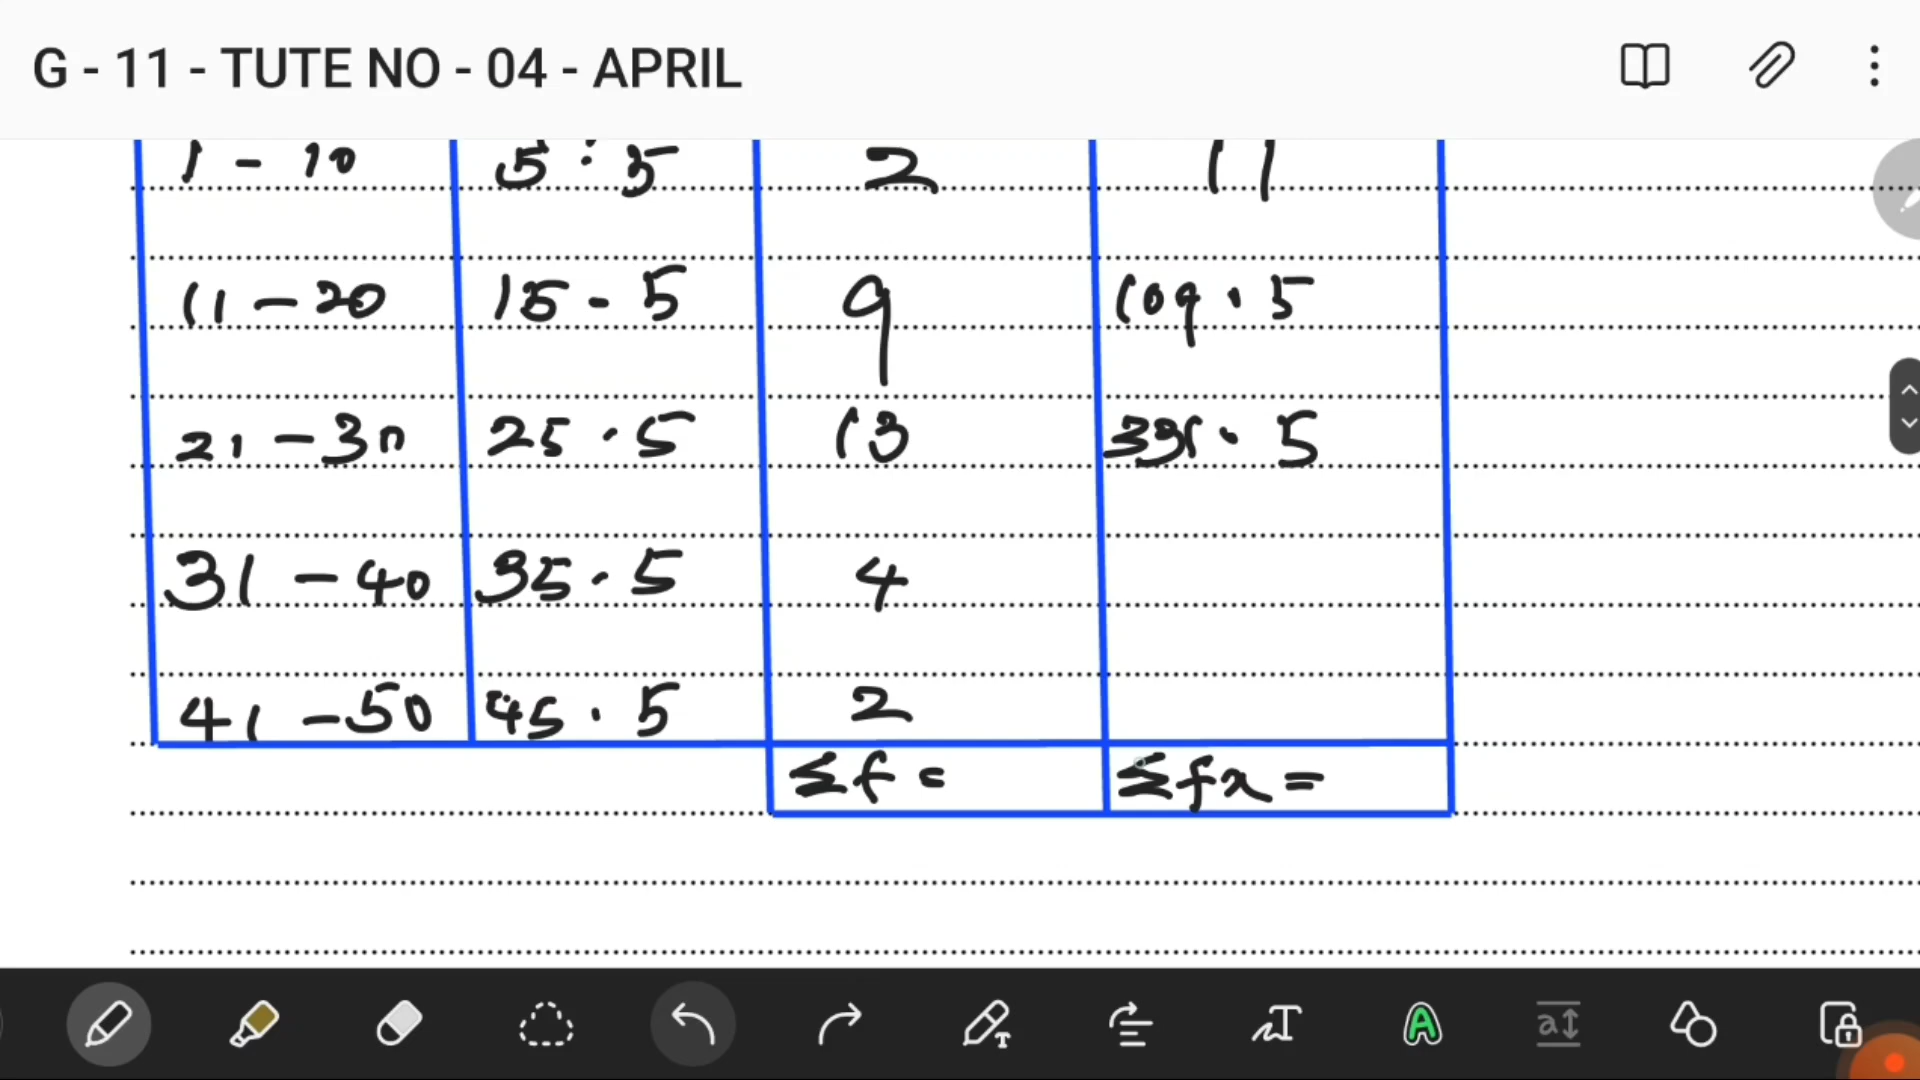 G - 11 - TUTE NO - 04 - APRIL
1 - 10 5.5 2 11
11 - 20 15.5 9 109.5
21 - 30 25.5 13 331.5
31 - 40 35.5 4
41 - 50 45.5 2
Σf = Σfx =